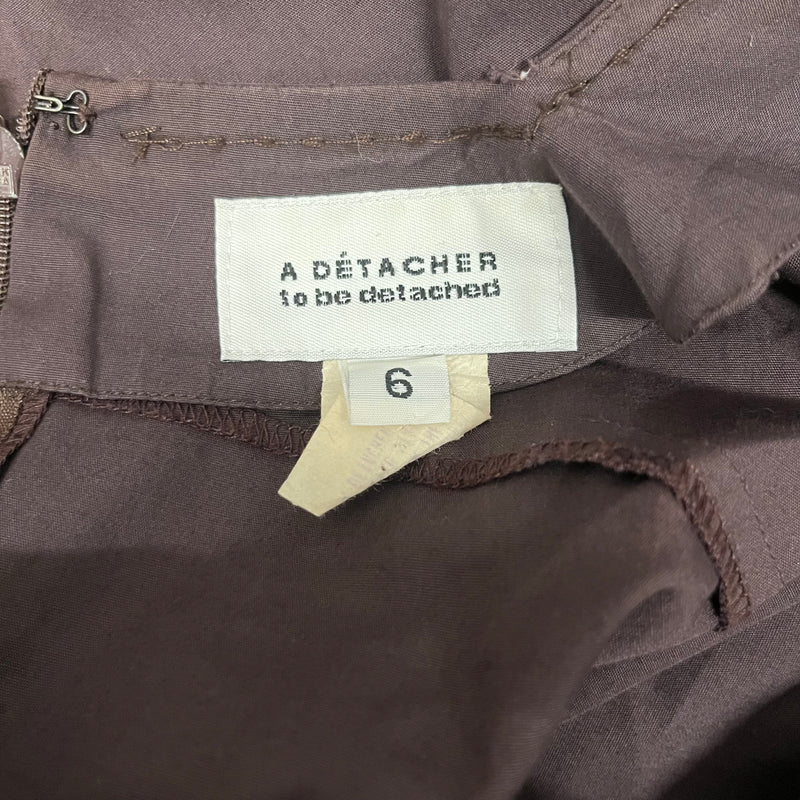 A DÉTACHER
to be detached
6